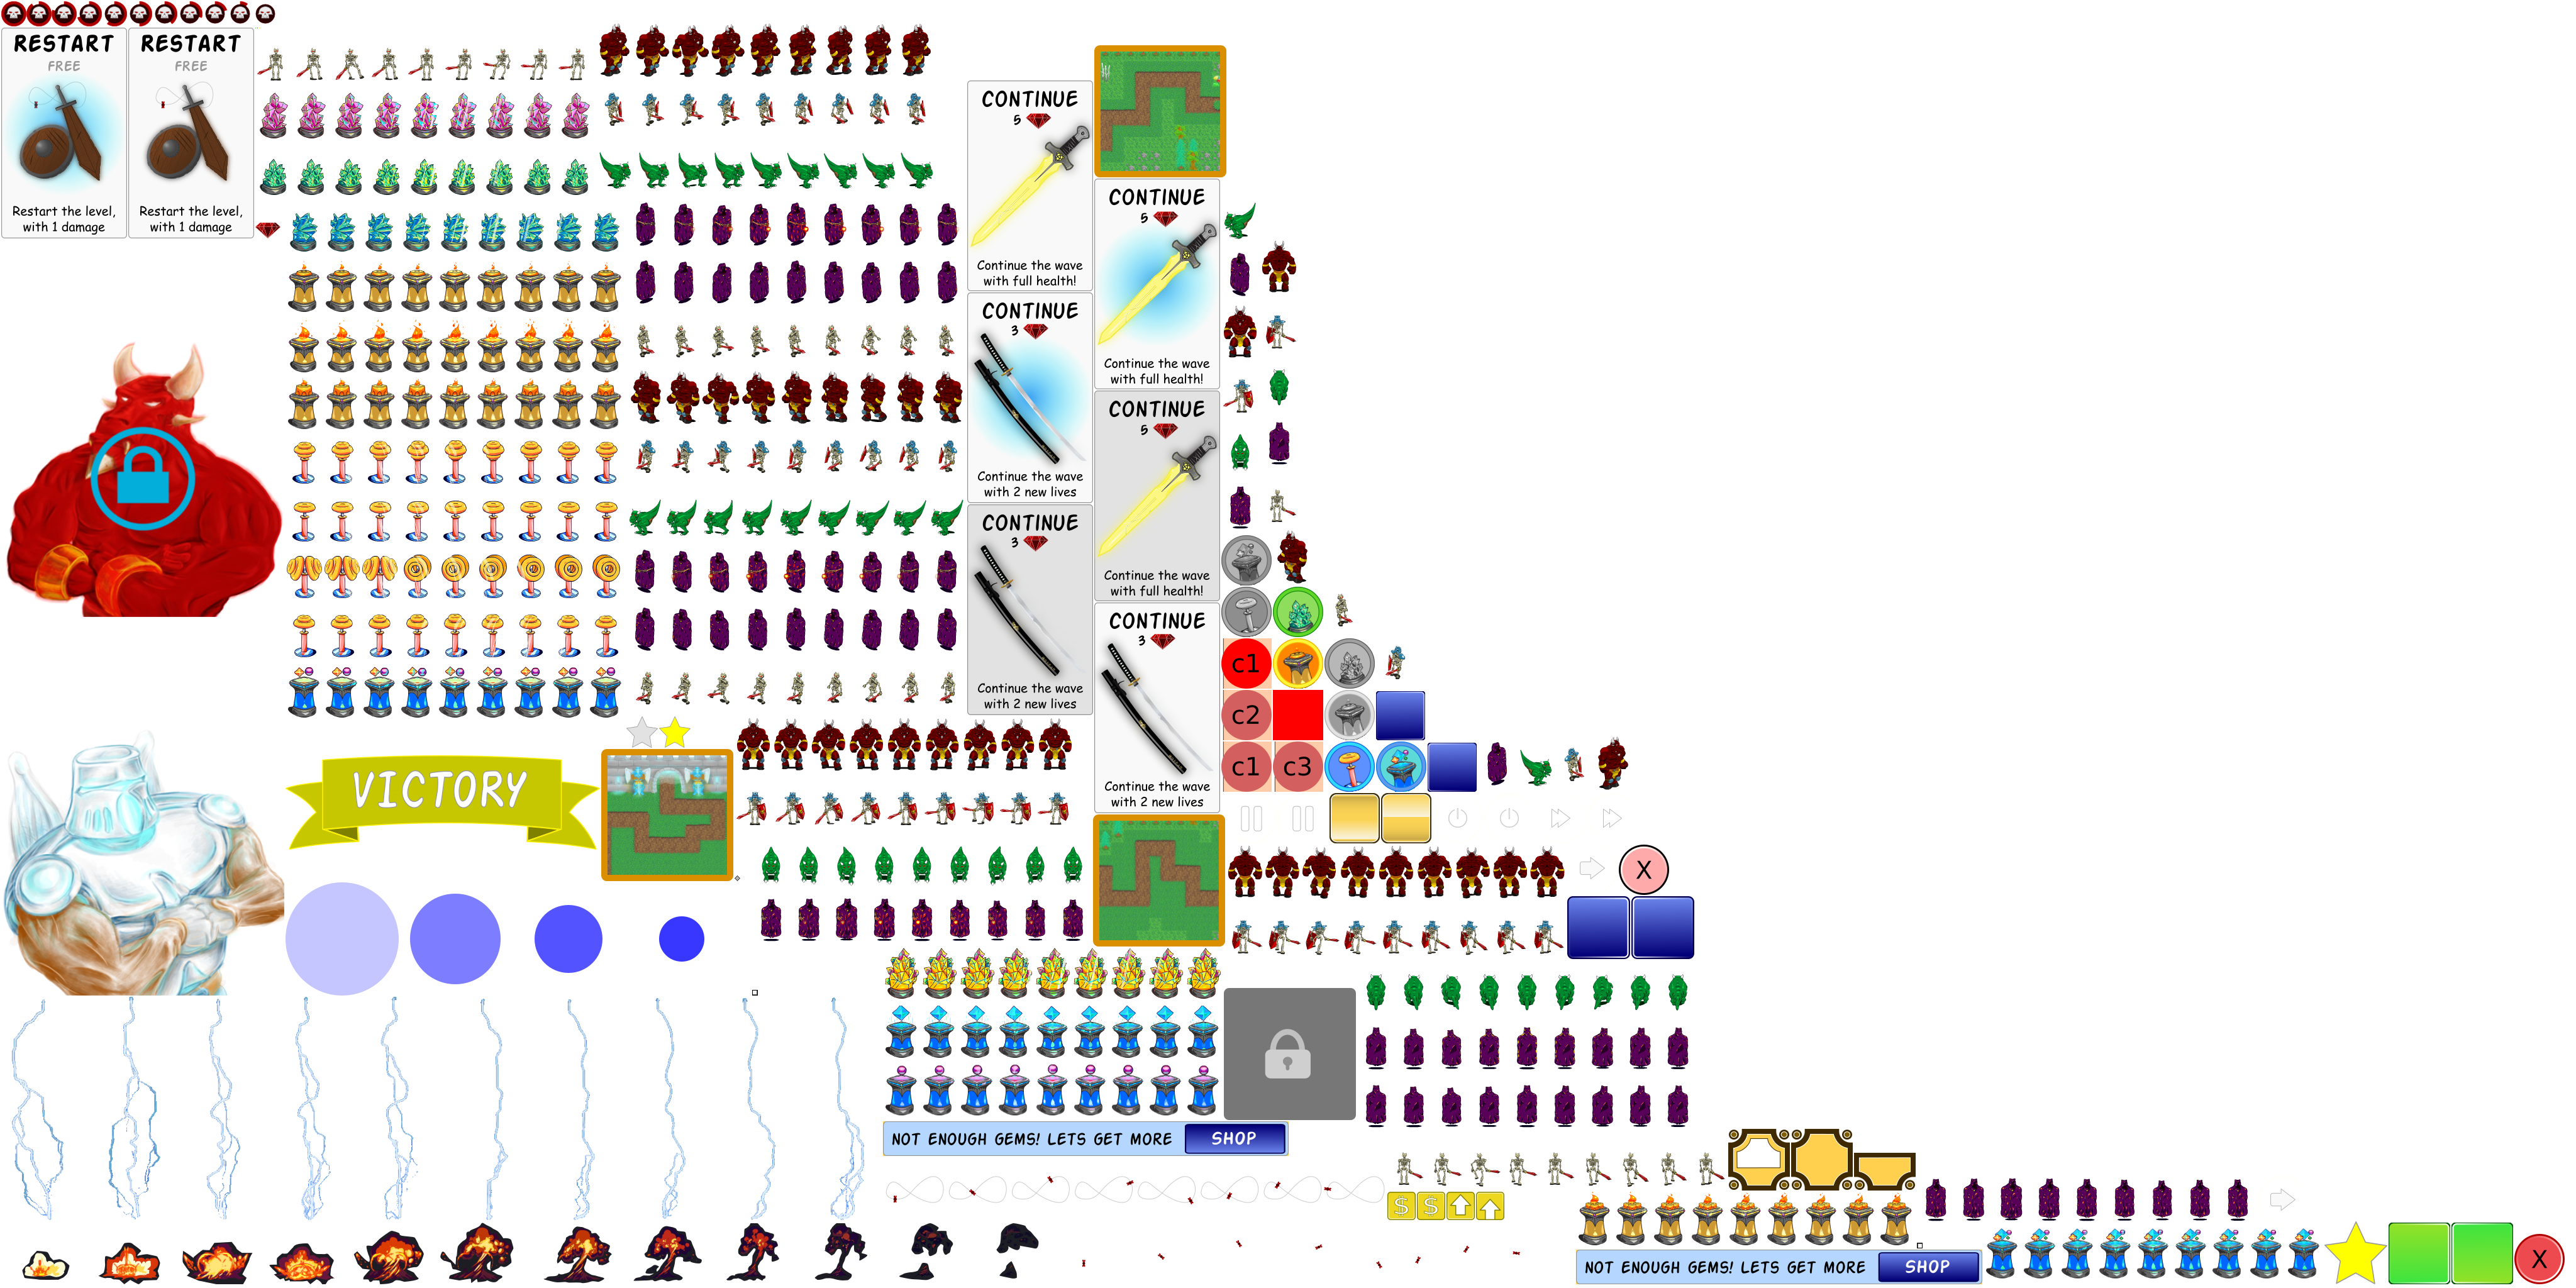 RESTART
FREE
Restart the level,
with 1 damage
RESTART
FREE
Restart the level,
with 1 damage
CONTINUE
5
Continue the wave
with full health!
CONTINUE
3
Continue the wave
with 2 new lives
CONTINUE
3
Continue the wave
with 2 new lives
CONTINUE
5
Continue the wave
with full health!
CONTINUE
5
Continue the wave
with full health!
CONTINUE
3
Continue the wave
with 2 new lives
c1
c2
c1
c3
VICTORY
X
NOT ENOUGH GEMS! LETS GET MORE
SHOP
$
$
NOT ENOUGH GEMS! LETS GET MORE
SHOP
X